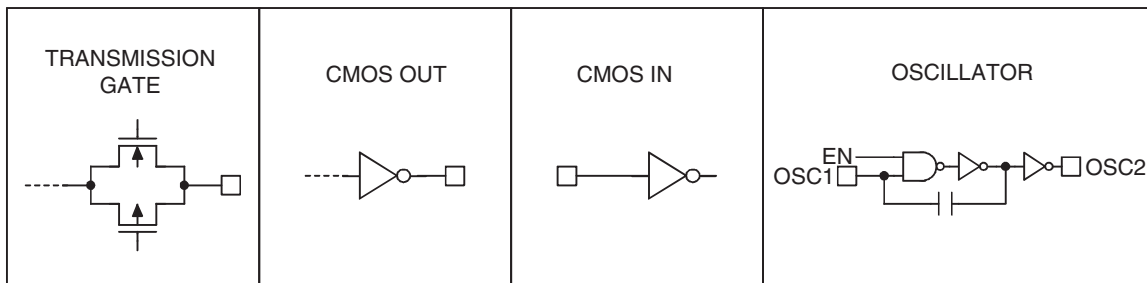 TRANSMISSION
GATE
CMOS OUT
CMOS IN
OSCILLATOR
EN
OSC1
OSC2